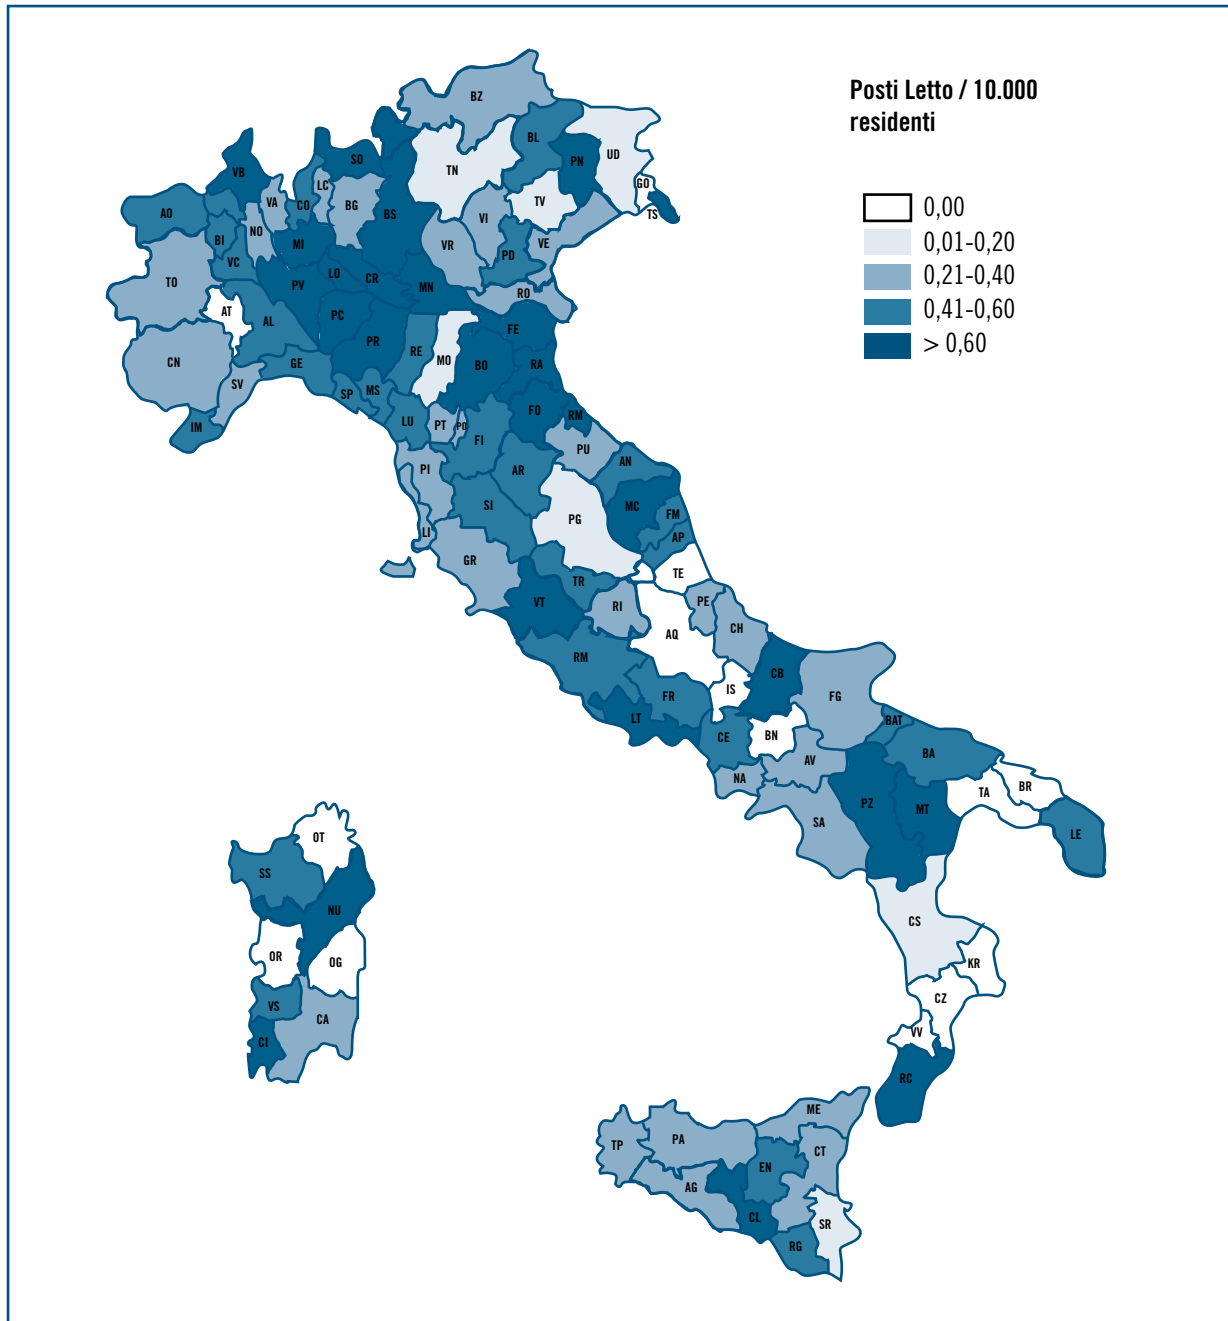 Posti Letto / 10.000
residenti
0,00
0,01-0,20
0,21-0,40
0,41-0,60
> 0,60
BZ
BL
UD
PN
TN
SO
VB
LC
GO
TV
TS
AO
VA
CO
BG
BS
VI
NO
BI
MI
VR
PD
VE
VC
TO
LO
CR
PV
MN
RO
AT
AL
PC
FE
PR
RE
MO
BO
RA
CN
GE
SV
SP
MS
FO
RM
IM
LU
PT
PO
FI
PU
AN
PI
AR
SI
MC
FM
PG
LI
AP
GR
TE
TR
VT
RI
PE
CH
AQ
RM
CB
IS
FR
FG
LT
BAT
CE
BN
BA
AV
NA
TA
BR
PZ
MT
SA
LE
OT
SS
NU
CS
OR
OG
KR
CZ
VS
CA
VV
CI
RC
ME
PA
TP
CT
EN
AG
CL
SR
RG